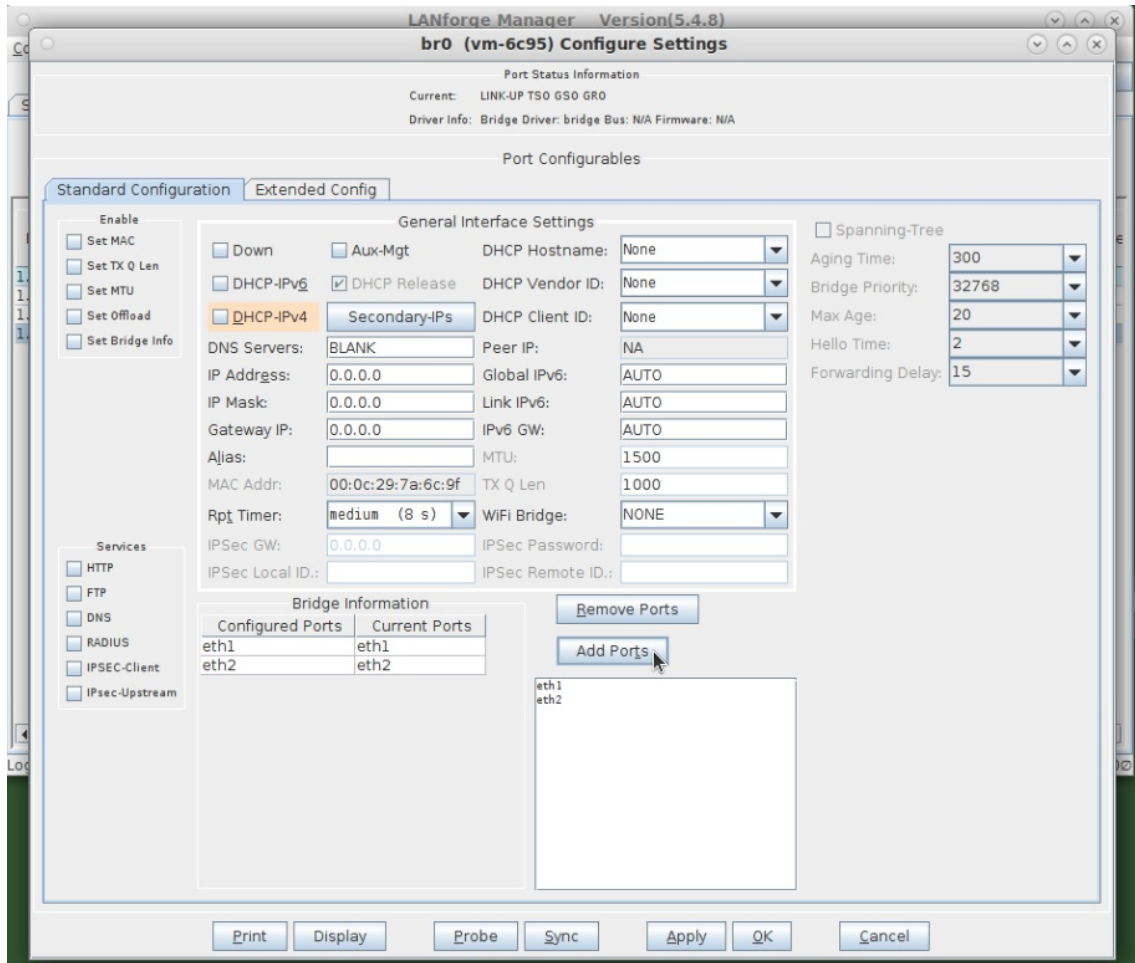 LANforge Manager Version(5.4.8)
br0 (vm-6c95) Configure Settings
Port Status Information
Current: LINK-UP TSO GSO GRO
Driver Info: Bridge Driver: bridge Bus: N/A Firmware: N/A
Port Configurables
Standard Configuration Extended Config
Enable
Set MAC
Set TX Q Len
Set MTU
Set Offload
Set Bridge Info
General Interface Settings
Down Aux-Mgt DHCP Hostname: None
DHCP-IPv6 DHCP Release DHCP Vendor ID: None
DHCP-IPv4 Secondary-IPs DHCP Client ID: None
DNS Servers: BLANK Peer IP: NA
IP Address: 0.0.0.0 Global IPv6: AUTO
IP Mask: 0.0.0.0 Link IPv6: AUTO
Gateway IP: 0.0.0.0 IPv6 GW: AUTO
Alias: MTU: 1500
MAC Addr: 00:0c:29:7a:6c:9f TX Q Len 1000
Rpt Timer: medium (8 s) WiFi Bridge: NONE
IPSec GW: 0.0.0.0 IPSec Password:
IPSec Local ID.: IPSec Remote ID.:
Spanning-Tree
Aging Time: 300
Bridge Priority: 32768
Max Age: 20
Hello Time: 2
Forwarding Delay: 15
Services
HTTP
FTP
DNS
RADIUS
IPSEC-Client
IPsec-Upstream
Bridge Information
Configured Ports Current Ports
eth1 eth1
eth2 eth2
Remove Ports
Add Ports
eth1
eth2
Print Display Probe Sync Apply OK Cancel